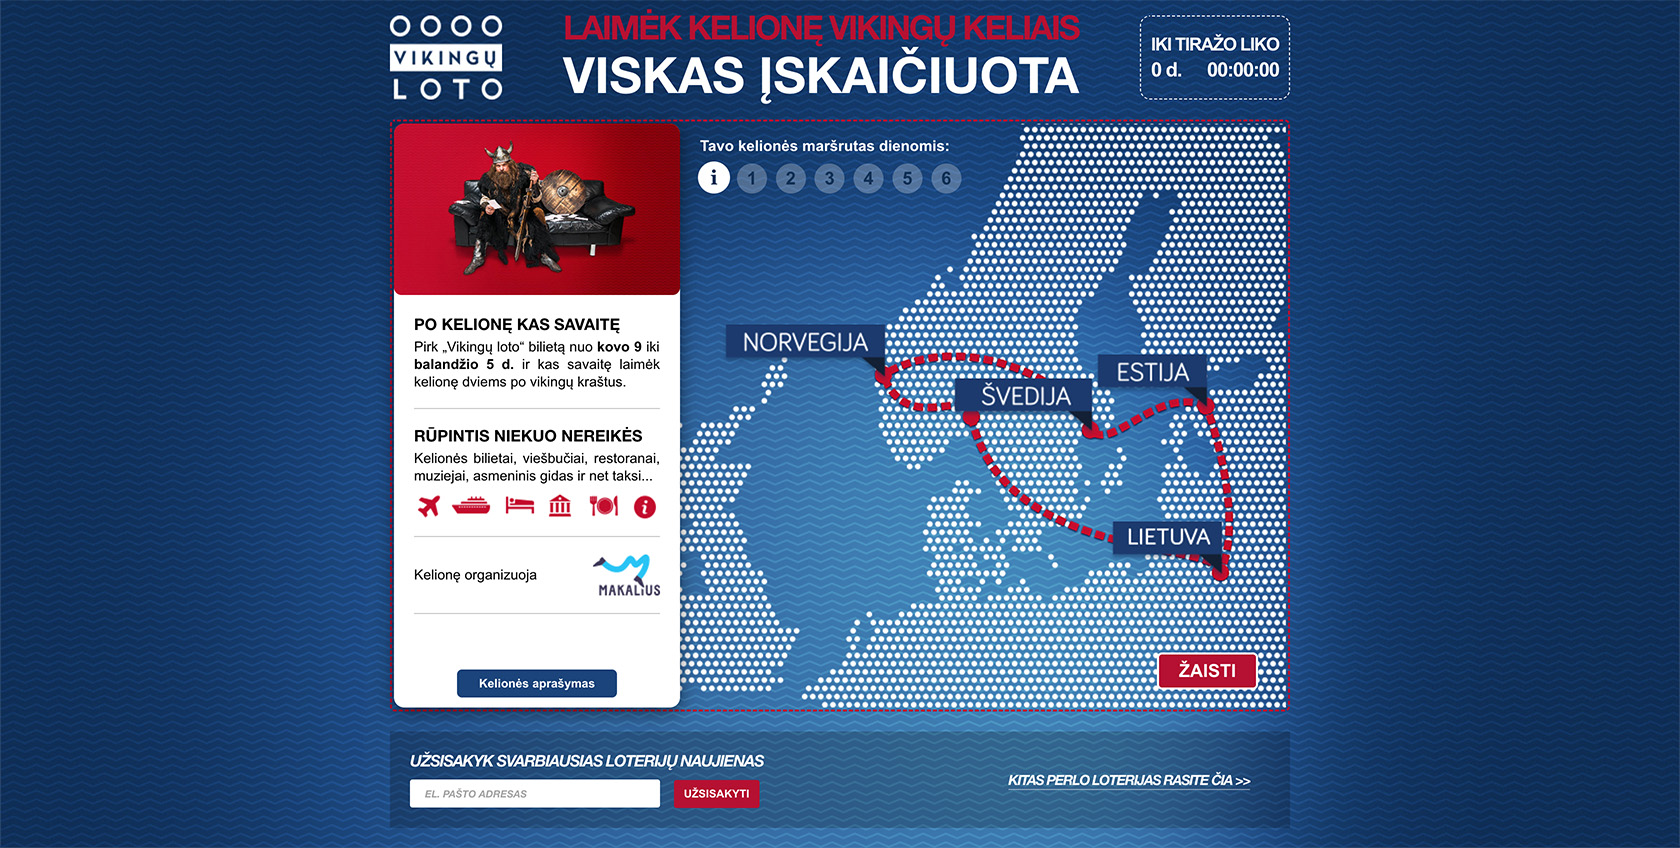 VIKINGŲ
LOTO
LAIMĖK KELIONĘ VIKINGŲ KELIAIS
VISKAS ĮSKAIČIUOTA
IKI TIRAŽO LIKO
0 d. 00:00:00
Tavo kelionės maršrutas dienomis:
i 1 2 3 4 5 6
PO KELIONĘ KAS SAVAITĘ
Pirk „Vikingų loto“ bilietą nuo kovo 9 iki
balandžio 5 d. ir kas savaitę laimėk
kelionę dviems po vikingų kraštus.
RŪPINTIS NIEKUO NEREIKĖS
Kelionės bilietai, viešbučiai, restoranai,
muziejai, asmeninis gidas ir net taksi...
Kelionę organizuoja
MAKALIUS
Kelionės aprašymas
NORVEGIJA
ŠVEDIJA
ESTIJA
LIETUVA
ŽAISTI
UŽSISAKYK SVARBIAUSIAS LOTERIJŲ NAUJIENAS
EL. PAŠTO ADRESAS
UŽSISAKYTI
KITAS PERLO LOTERIJAS RASITE ČIA >>